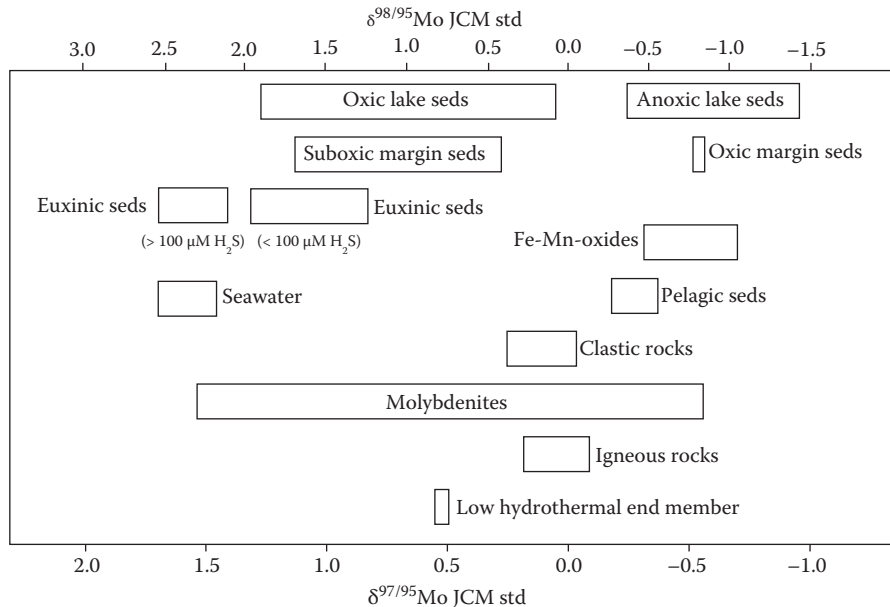 δ98/95Mo JCM std
3.0 2.5 2.0 1.5 1.0 0.5 0.0 −0.5 −1.0 −1.5
Oxic lake seds
Anoxic lake seds
Suboxic margin seds
Oxic margin seds
Euxinic seds
Euxinic seds
(> 100 μM H2S)
(< 100 μM H2S)
Fe-Mn-oxides
Seawater
Pelagic seds
Clastic rocks
Molybdenites
Igneous rocks
Low hydrothermal end member
2.0 1.5 1.0 0.5 0.0 −0.5 −1.0
δ97/95Mo JCM std